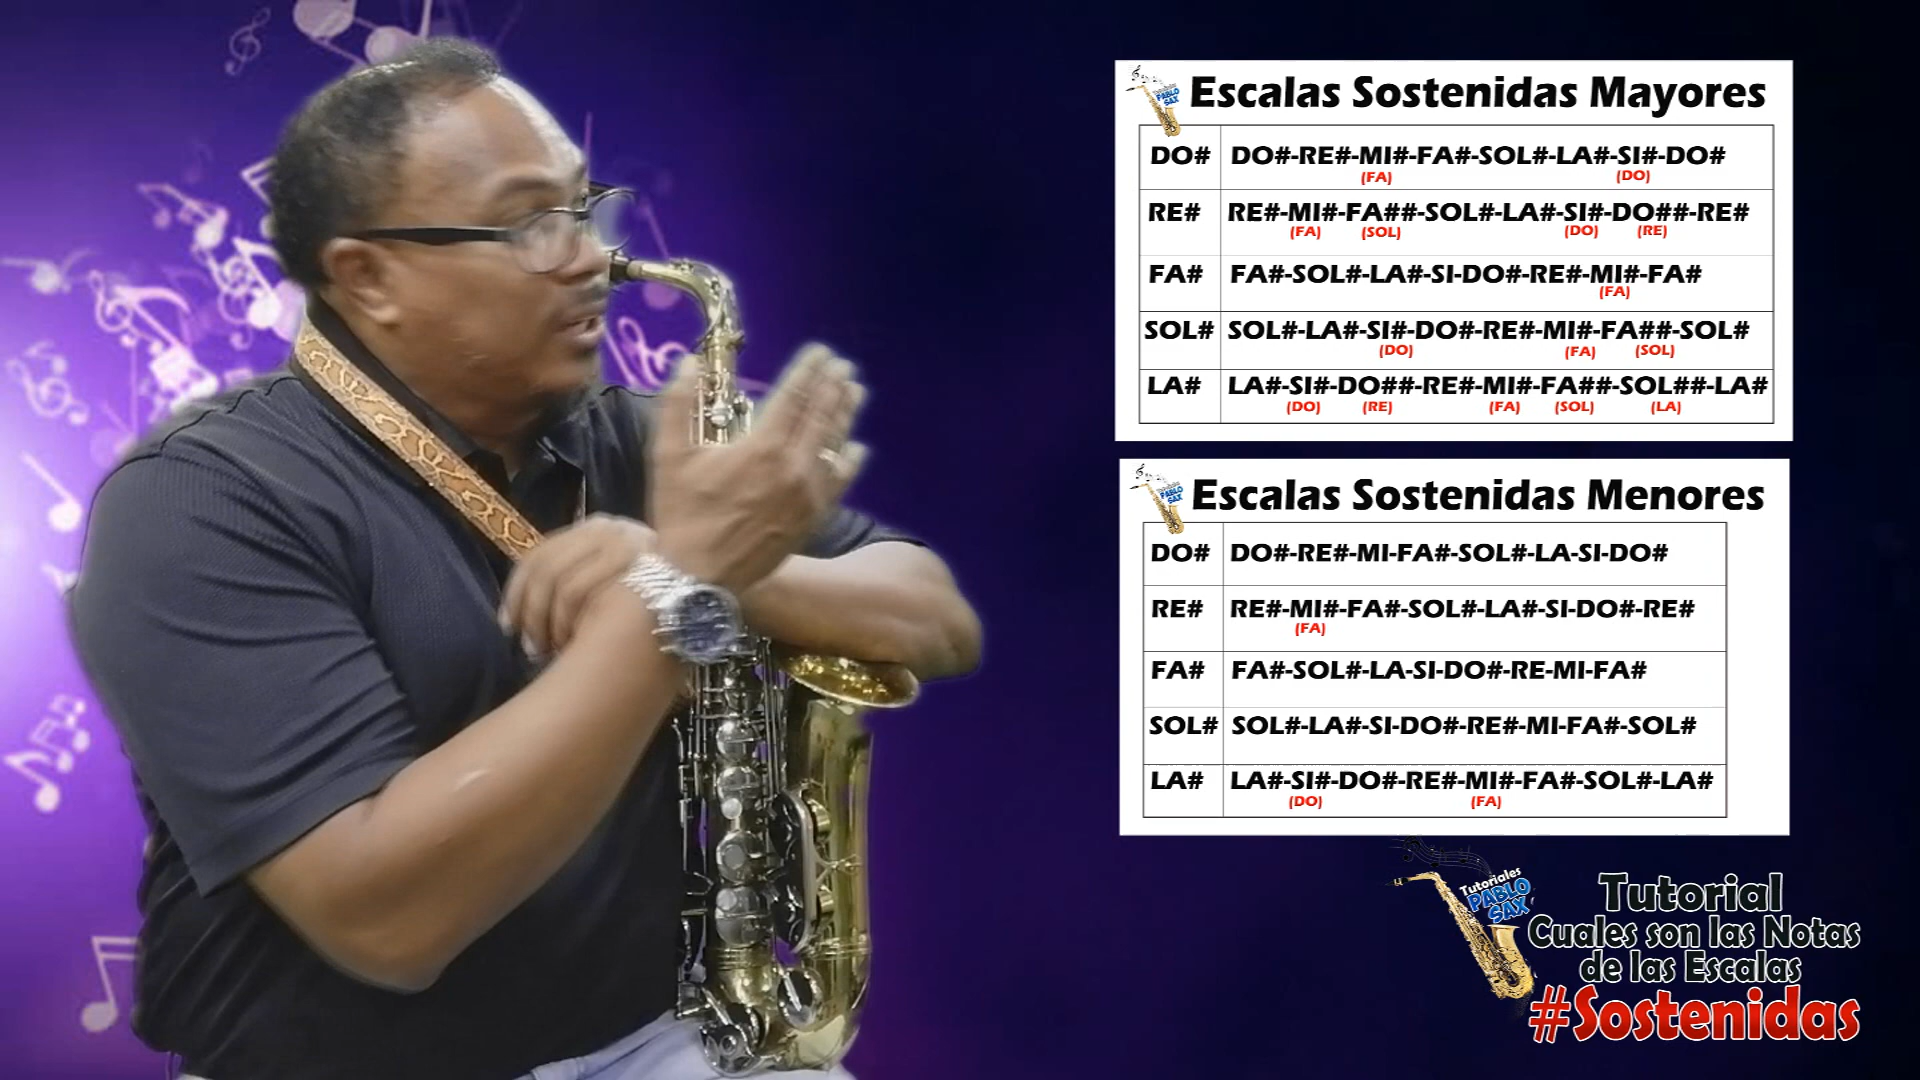 PABLO
SAX
Escalas Sostenidas Mayores
DO# DO#-RE#-MI#-FA#-SOL#-LA#-SI#-DO#
(FA) (DO)
RE# RE#-MI#-FA##-SOL#-LA#-SI#-DO##-RE#
(FA) (SOL) (DO) (RE)
FA# FA#-SOL#-LA#-SI-DO#-RE#-MI#-FA#
(FA)
SOL# SOL#-LA#-SI#-DO#-RE#-MI#-FA##-SOL#
(DO) (FA) (SOL)
LA# LA#-SI#-DO##-RE#-MI#-FA##-SOL##-LA#
(DO) (RE) (FA) (SOL) (LA)
PABLO
SAX
Escalas Sostenidas Menores
DO# DO#-RE#-MI-FA#-SOL#-LA-SI-DO#
RE# RE#-MI#-FA#-SOL#-LA#-SI-DO#-RE#
(FA)
FA# FA#-SOL#-LA-SI-DO#-RE-MI-FA#
SOL# SOL#-LA#-SI-DO#-RE#-MI-FA#-SOL#
LA# LA#-SI#-DO#-RE#-MI#-FA#-SOL#-LA#
(DO) (FA)
Tutoriales
PABLO
SAX
Tutorial
Cuales son las Notas
de las Escalas
#Sostenidas